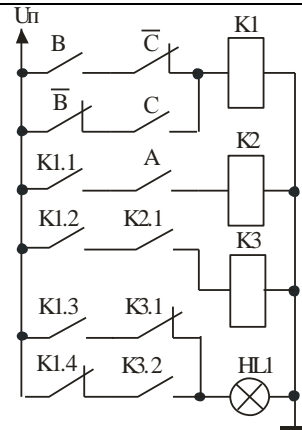 Uп
B C̅ K1
B̅ C
K1.1 A K2
K1.2 K2.1 K3
K1.3 K3.1
K1.4 K3.2 HL1